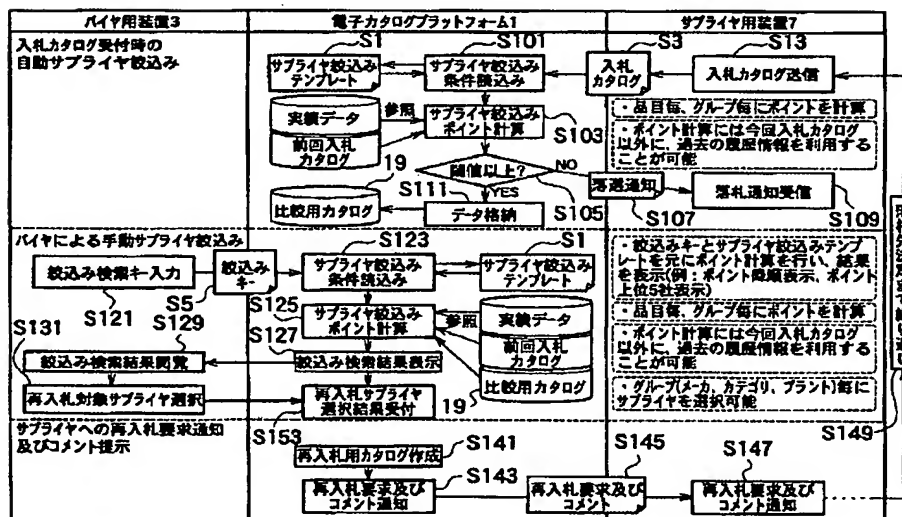 バイヤ用装置3
電子カタログプラットフォーム1
サプライヤ用装置7
入札カタログ受付時の
自動サプライヤ絞込み
S1
サプライヤ絞込み
テンプレート
S101
サプライヤ絞込み
条件読込み
S3
入札
カタログ
S13
入札カタログ送信
実績データ
前回入札
カタログ
参照
サプライヤ絞込み
ポイント計算
S103
・品目毎、グループ毎にポイントを計算
・ポイント計算には今回入札カタログ
以外に、過去の履歴情報を利用する
ことが可能
閾値以上?
NO
YES
S105
19
比較用カタログ
S111
データ格納
落選通知
S107
落札通知受信
S109
バイヤによる手動サプライヤ絞込み
絞込み検索キー入力
S121
絞込み
キー
S5
S123
サプライヤ絞込み
条件読込み
S1
サプライヤ絞込み
テンプレート
・絞込みキーとサプライヤ絞込みテンプ
レートを元にポイント計算を行い、結果
を表示(例:ポイント降順表示、ポイント
上位5社表示)
S125
サプライヤ絞込み
ポイント計算
参照
実績データ
前回入札
カタログ
比較用カタログ
19
・品目毎、グループ毎にポイントを計算
・ポイント計算には今回入札カタログ
以外に、過去の履歴情報を利用する
ことが可能
S129
絞込み検索結果閲覧
S127
絞込み検索結果表示
S131
再入札対象サプライヤ選択
再入札サプライヤ
選択結果受付
S153
・グループ(メーカ、カテゴリ、プラント)毎に
サプライヤを選択可能
S149
サプライヤへの再入札要求通知
及びコメント提示
再入札用カタログ作成
S141
再入札要求及び
コメント通知
S143
再入札要求及び
コメント
S145
再入札要求及び
コメント通知
S147